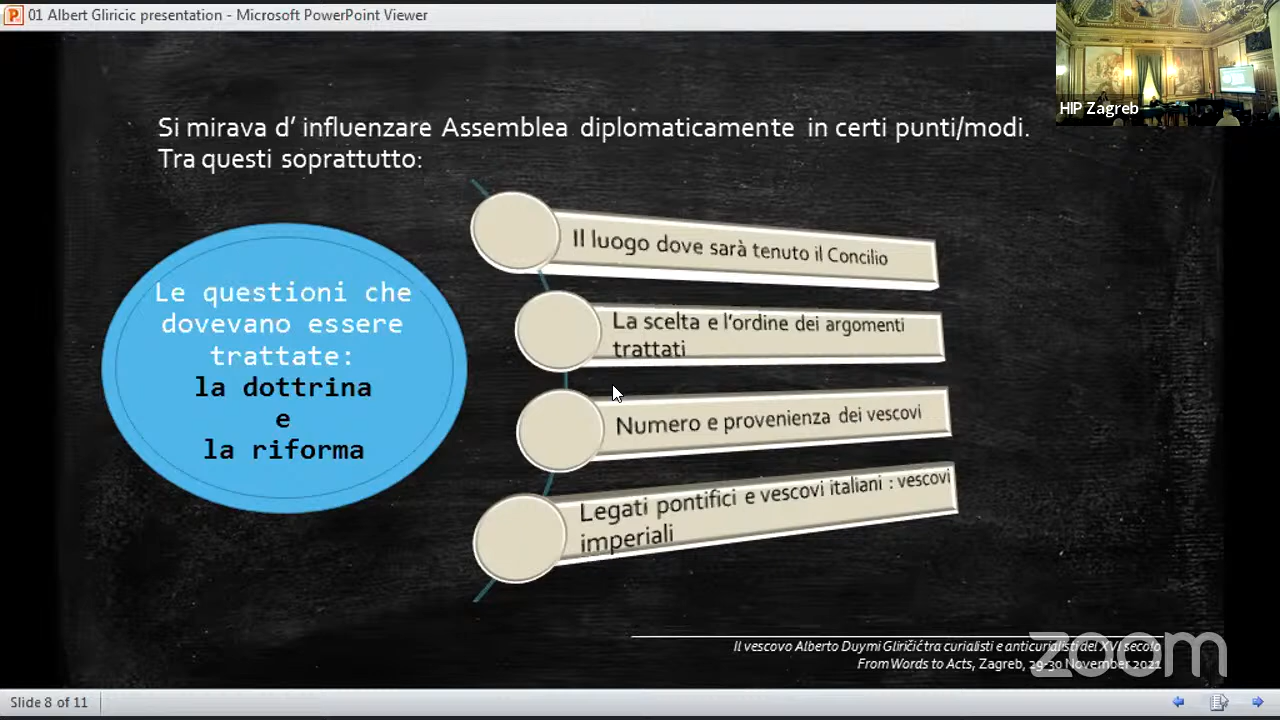 01 Albert Gliricic presentation - Microsoft PowerPoint Viewer
HIP Zagreb
Si mirava d' influenzare Assemblea diplomaticamente in certi punti/modi.
Tra questi soprattutto:
Le questioni che
dovevano essere
trattate:
la dottrina
e
la riforma
Il luogo dove sarà tenuto il Concilio
La scelta e l'ordine dei argomenti
trattati
Numero e provenienza dei vescovi
Legati pontifici e vescovi italiani : vescovi
imperiali
Il vescovo Alberto Duymi Gliričić tra curialisti e anticurialisti del XVI secolo
From Words to Acts, Zagreb, 29-30 November 2021
zoom
Slide 8 of 11